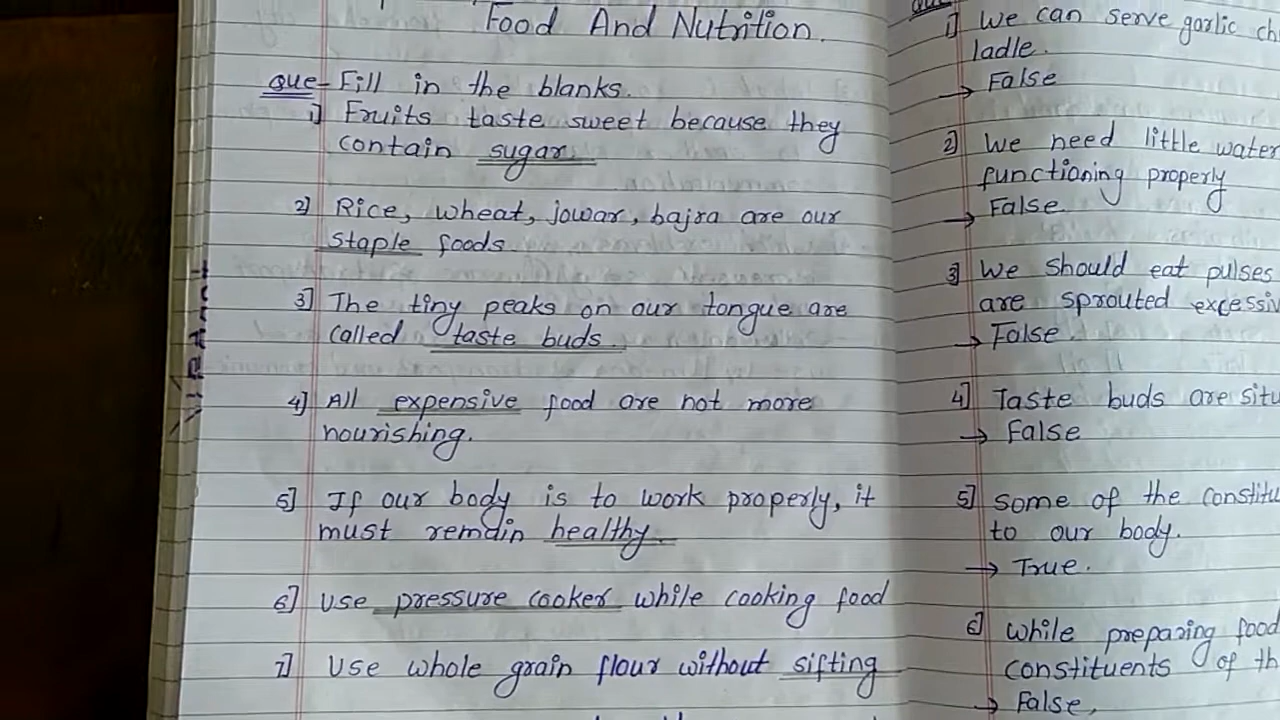 Food And Nutrition.
Que- Fill in the blanks.
1] Fruits taste sweet because they
contain sugar.
2] Rice, wheat, jowar, bajra are our
staple foods
3] The tiny peaks on our tongue are
called taste buds.
4] All expensive food are not more
nourishing.
5] If our body is to work properly, it
must remain healthy.
6] Use pressure cooker while cooking food
7] Use whole grain flour without sifting
1] We can serve garlic
ladle.
→ False
2] We need little water
functioning properly
→ False
3] We should eat pulses
are sprouted
→ False.
4] Taste buds are
→ False
5] Some of the
to our body.
→ True.
6] While preparing food
constituents of
→ False,